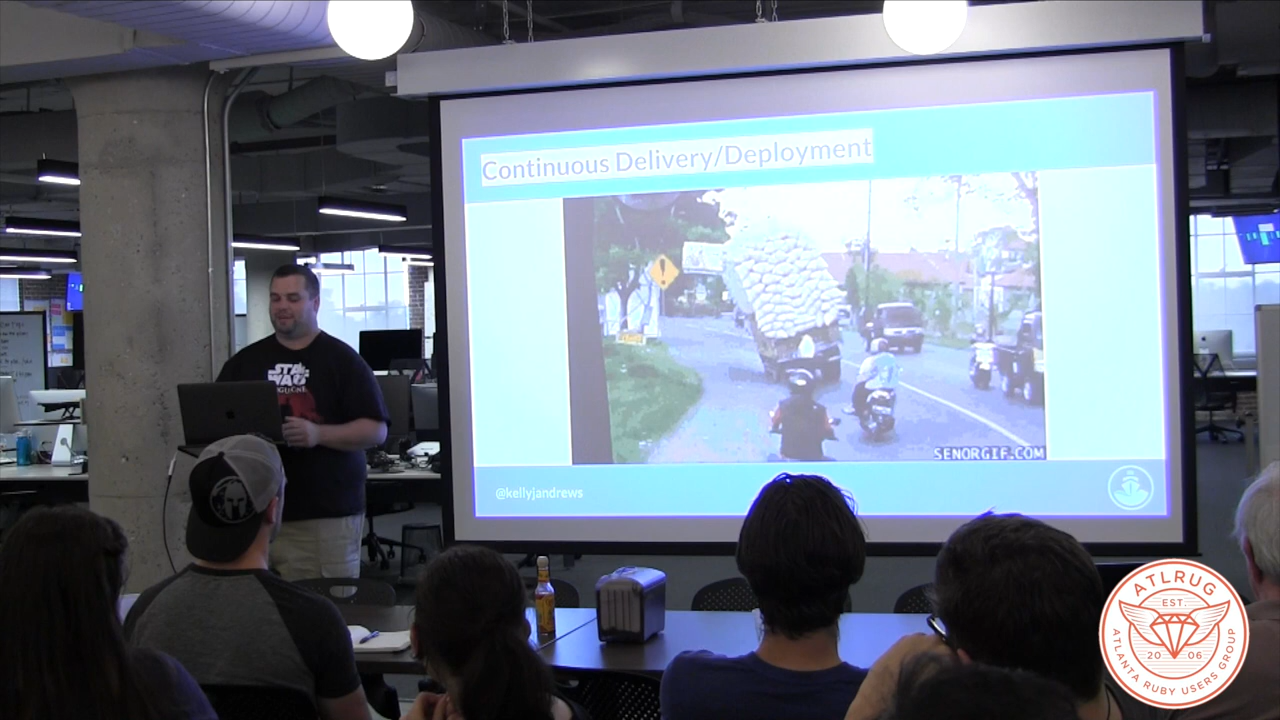 Continuous Delivery/Deployment
SENORGIF.COM
@kellyjandrews
STAR
WARS
ATLRUG
EST.
20 06
ATLANTA RUBY USERS GROUP